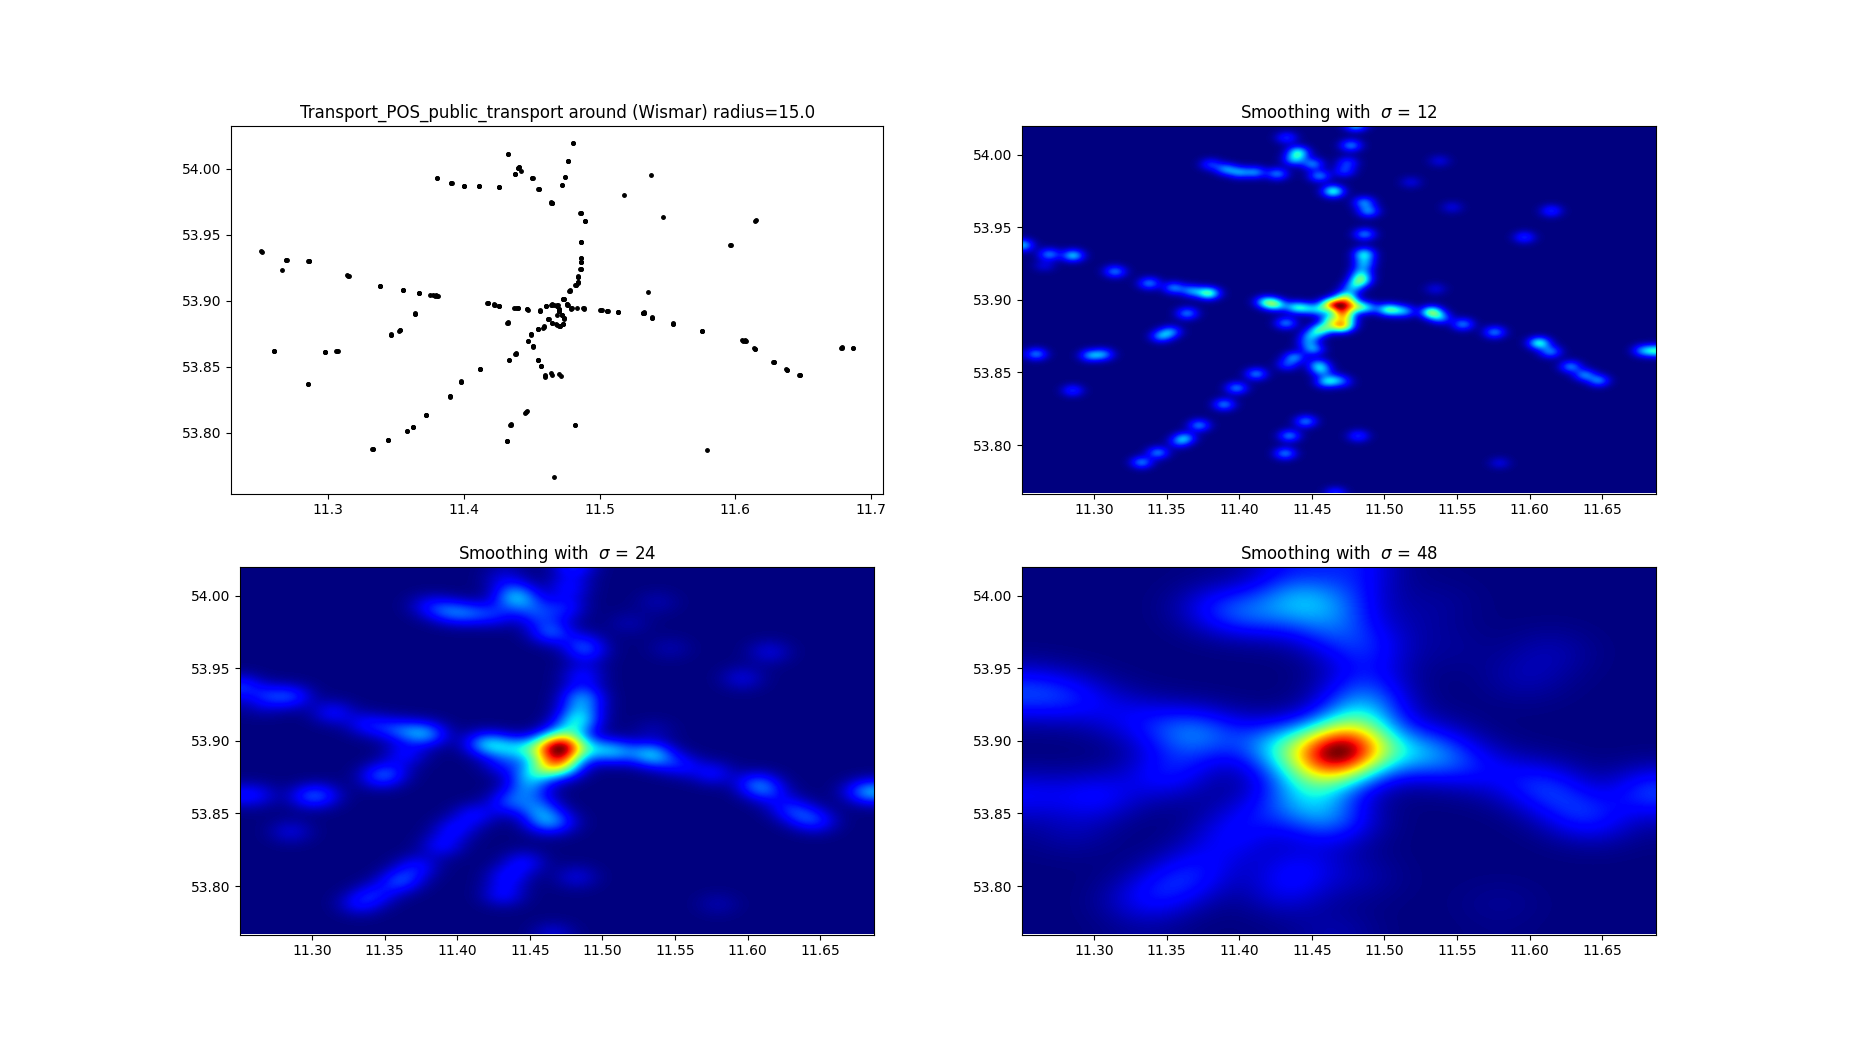 Transport_POS_public_transport around (Wismar) radius=15.0
54.00
53.95
53.90
53.85
53.80
11.3 11.4 11.5 11.6 11.7
Smoothing with σ = 12
54.00
53.95
53.90
53.85
53.80
11.30 11.35 11.40 11.45 11.50 11.55 11.60 11.65
Smoothing with σ = 24
54.00
53.95
53.90
53.85
53.80
11.30 11.35 11.40 11.45 11.50 11.55 11.60 11.65
Smoothing with σ = 48
54.00
53.95
53.90
53.85
53.80
11.30 11.35 11.40 11.45 11.50 11.55 11.60 11.65